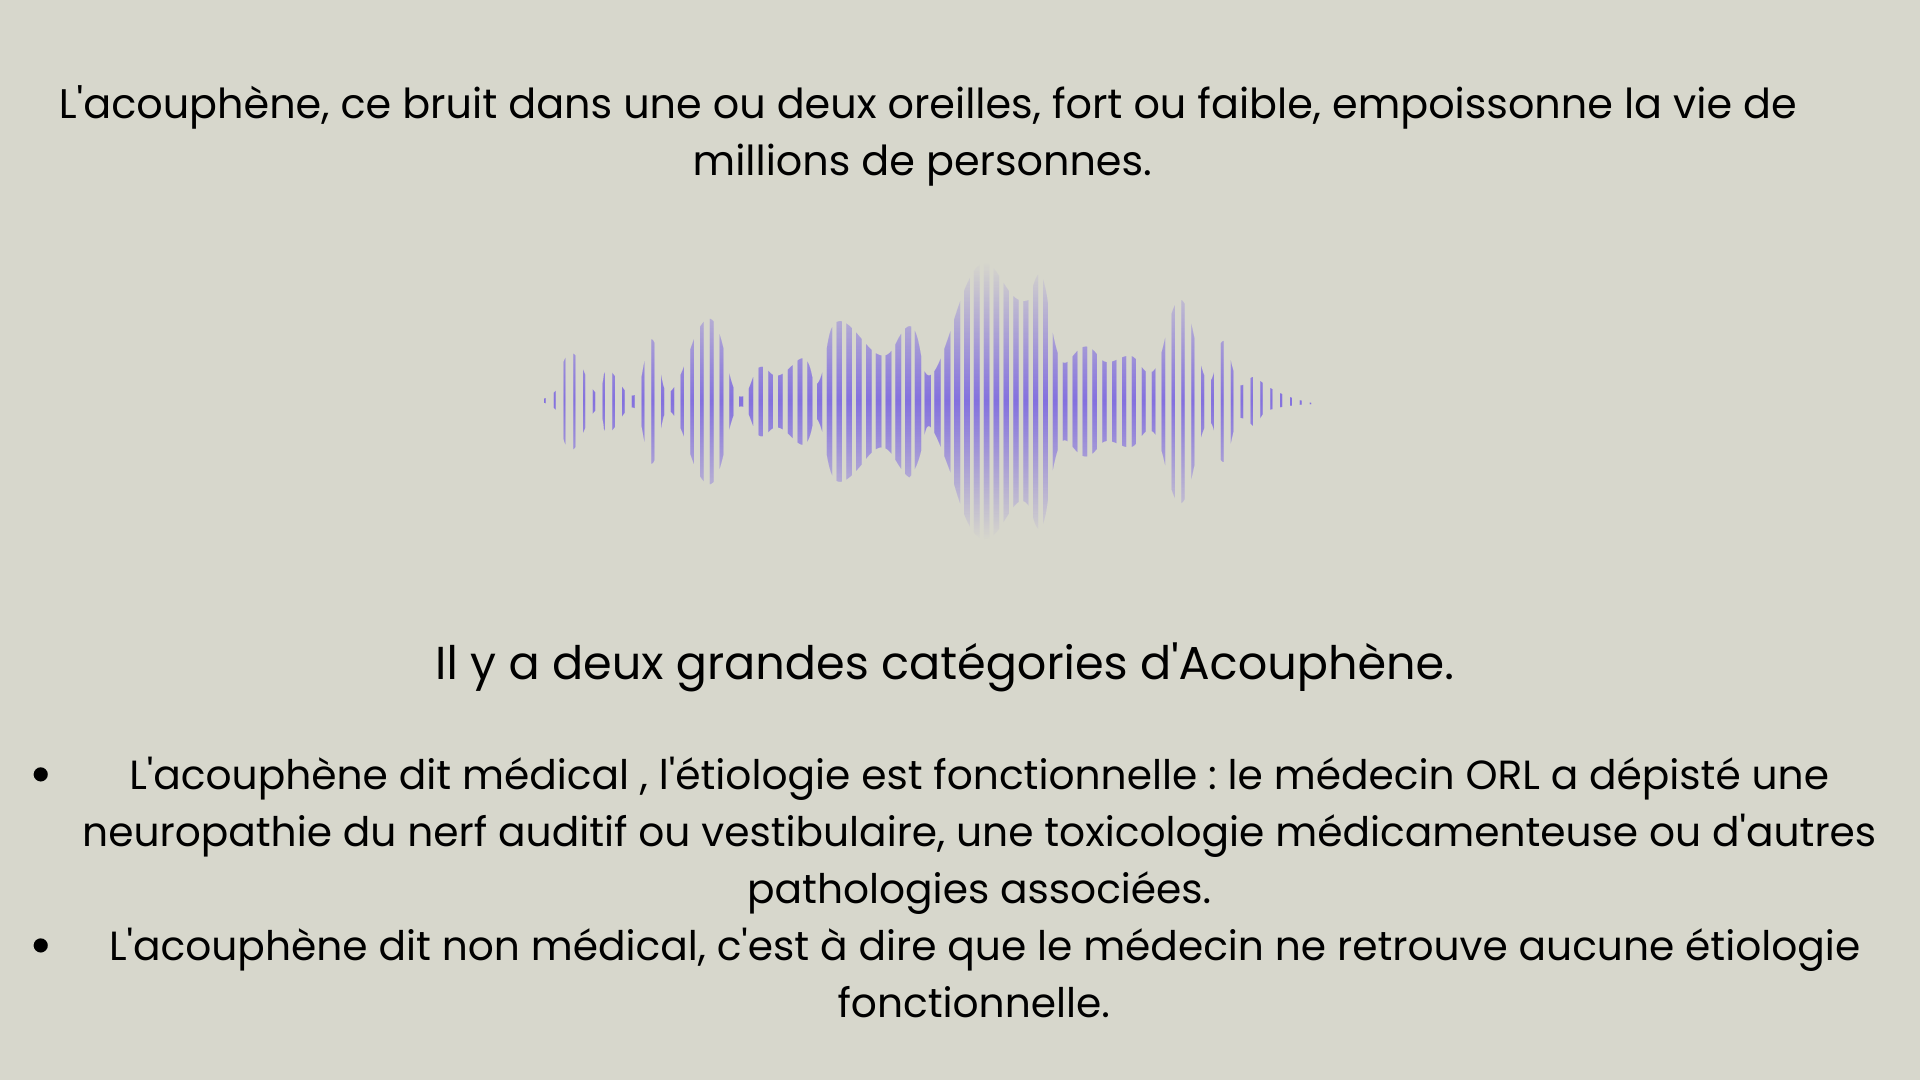 L'acouphène, ce bruit dans une ou deux oreilles, fort ou faible, empoissonne la vie de
millions de personnes.
Il y a deux grandes catégories d'Acouphène.
• L'acouphène dit médical , l'étiologie est fonctionnelle : le médecin ORL a dépisté une
neuropathie du nerf auditif ou vestibulaire, une toxicologie médicamenteuse ou d'autres
pathologies associées.
• L'acouphène dit non médical, c'est à dire que le médecin ne retrouve aucune étiologie
fonctionnelle.